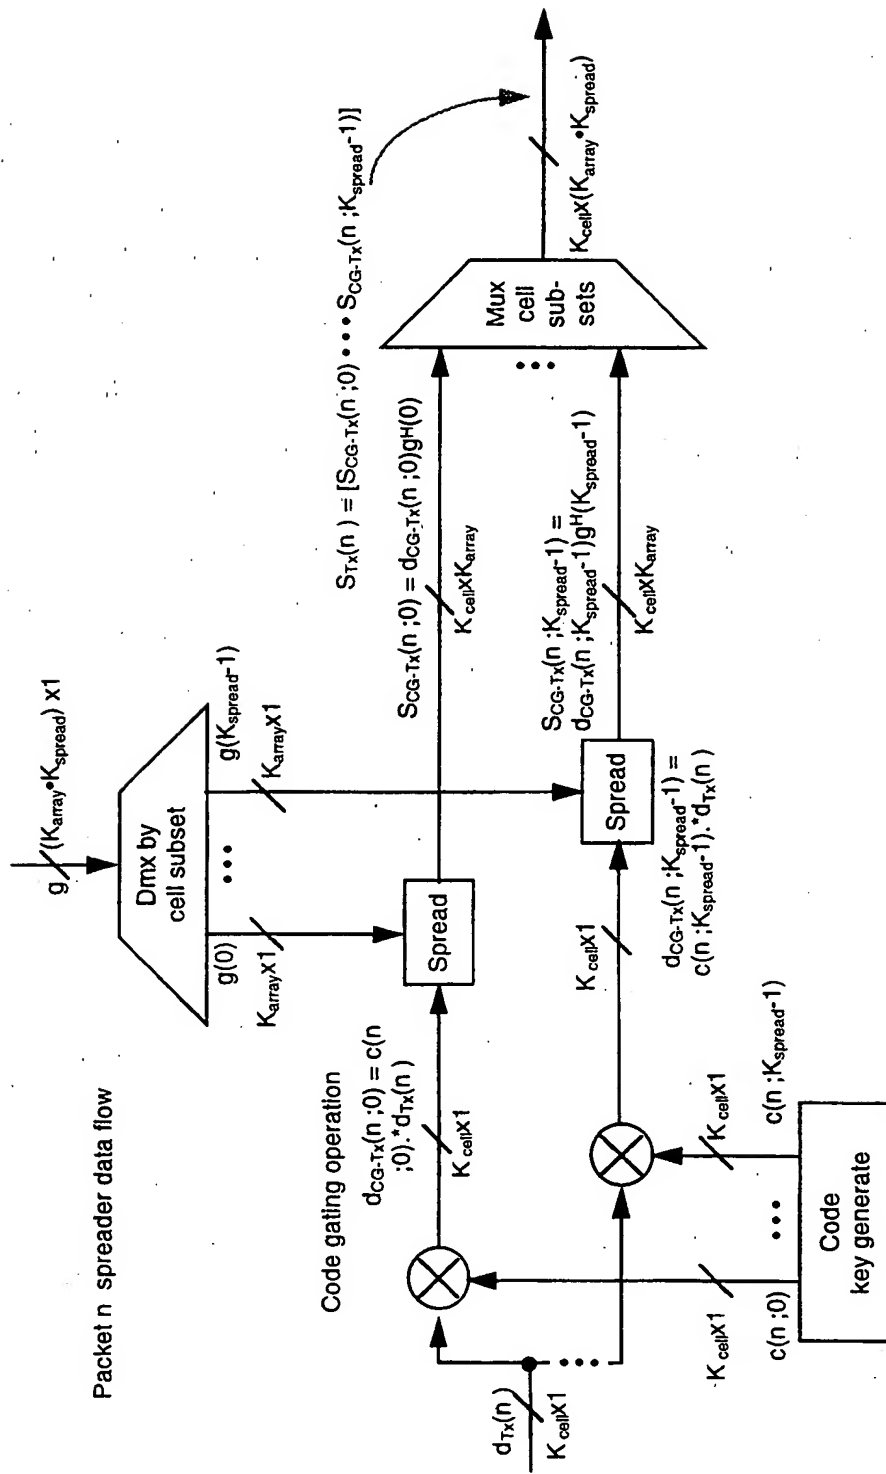 Packet n spreader data flow
g
(K_array•K_spread) x1
Dmx by
cell subset
g(0)
K_array x1
•••
g(K_spread-1)
K_array x1
Code gating operation
d_CG-Tx(n ;0) = c(n
;0).*d_Tx(n )
K_cell x1
Spread
S_CG-Tx(n ;0) = d_CG-Tx(n ;0)g^H(0)
K_cell x K_array
S_Tx(n ) = [S_CG-Tx(n ;0) ••• S_CG-Tx(n ;K_spread-1)]
d_Tx(n )
K_cell x1
••••
K_cell x1
Spread
d_CG-Tx(n ;K_spread-1) =
c(n ;K_spread-1).*d_Tx(n )
S_CG-Tx(n ;K_spread-1) =
d_CG-Tx(n ;K_spread-1)g^H(K_spread-1)
K_cell x K_array
•••
Mux
cell
sub-
sets
K_cell x(K_array•K_spread)
K_cell x1
c(n ;0)
•••
K_cell x1
c(n ;K_spread-1)
Code
key generate